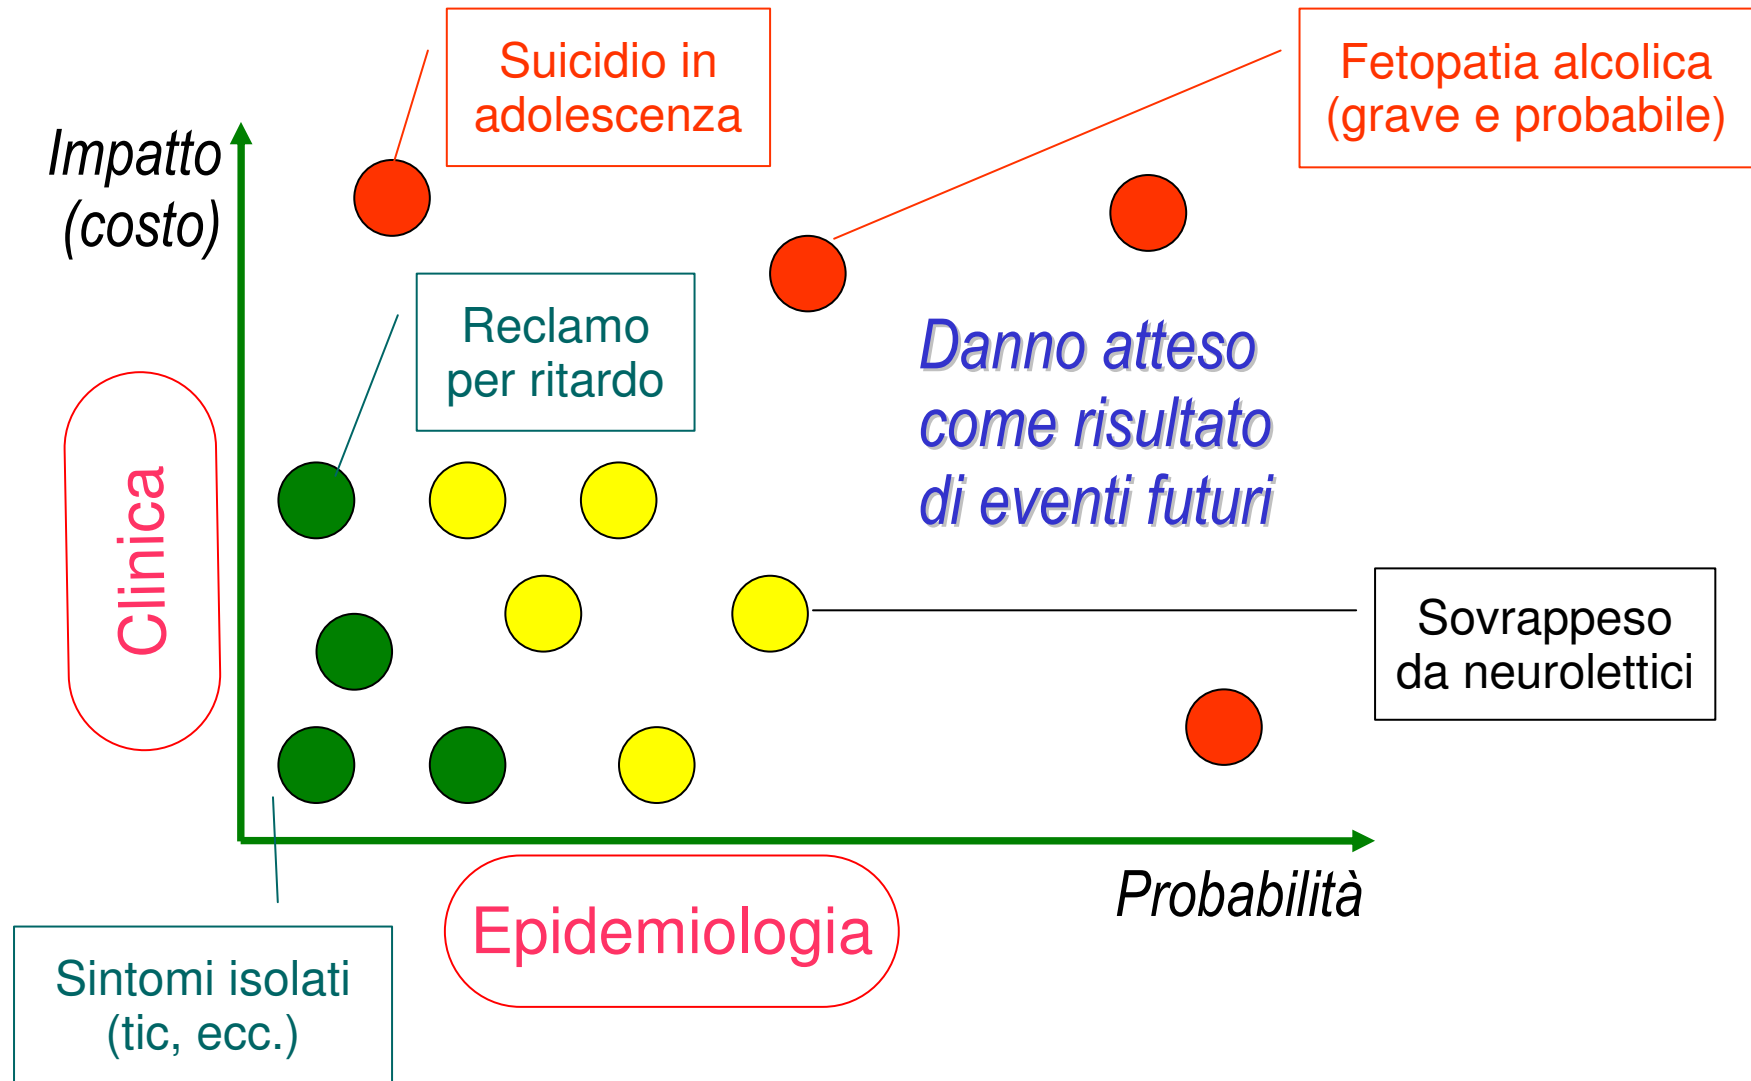 Suicidio in
adolescenza
Fetopatia alcolica
(grave e probabile)
Impatto
(costo)
Reclamo
per ritardo
Danno atteso
come risultato
di eventi futuri
Clinica
Sovrappeso
da neurolettici
Probabilità
Epidemiologia
Sintomi isolati
(tic, ecc.)